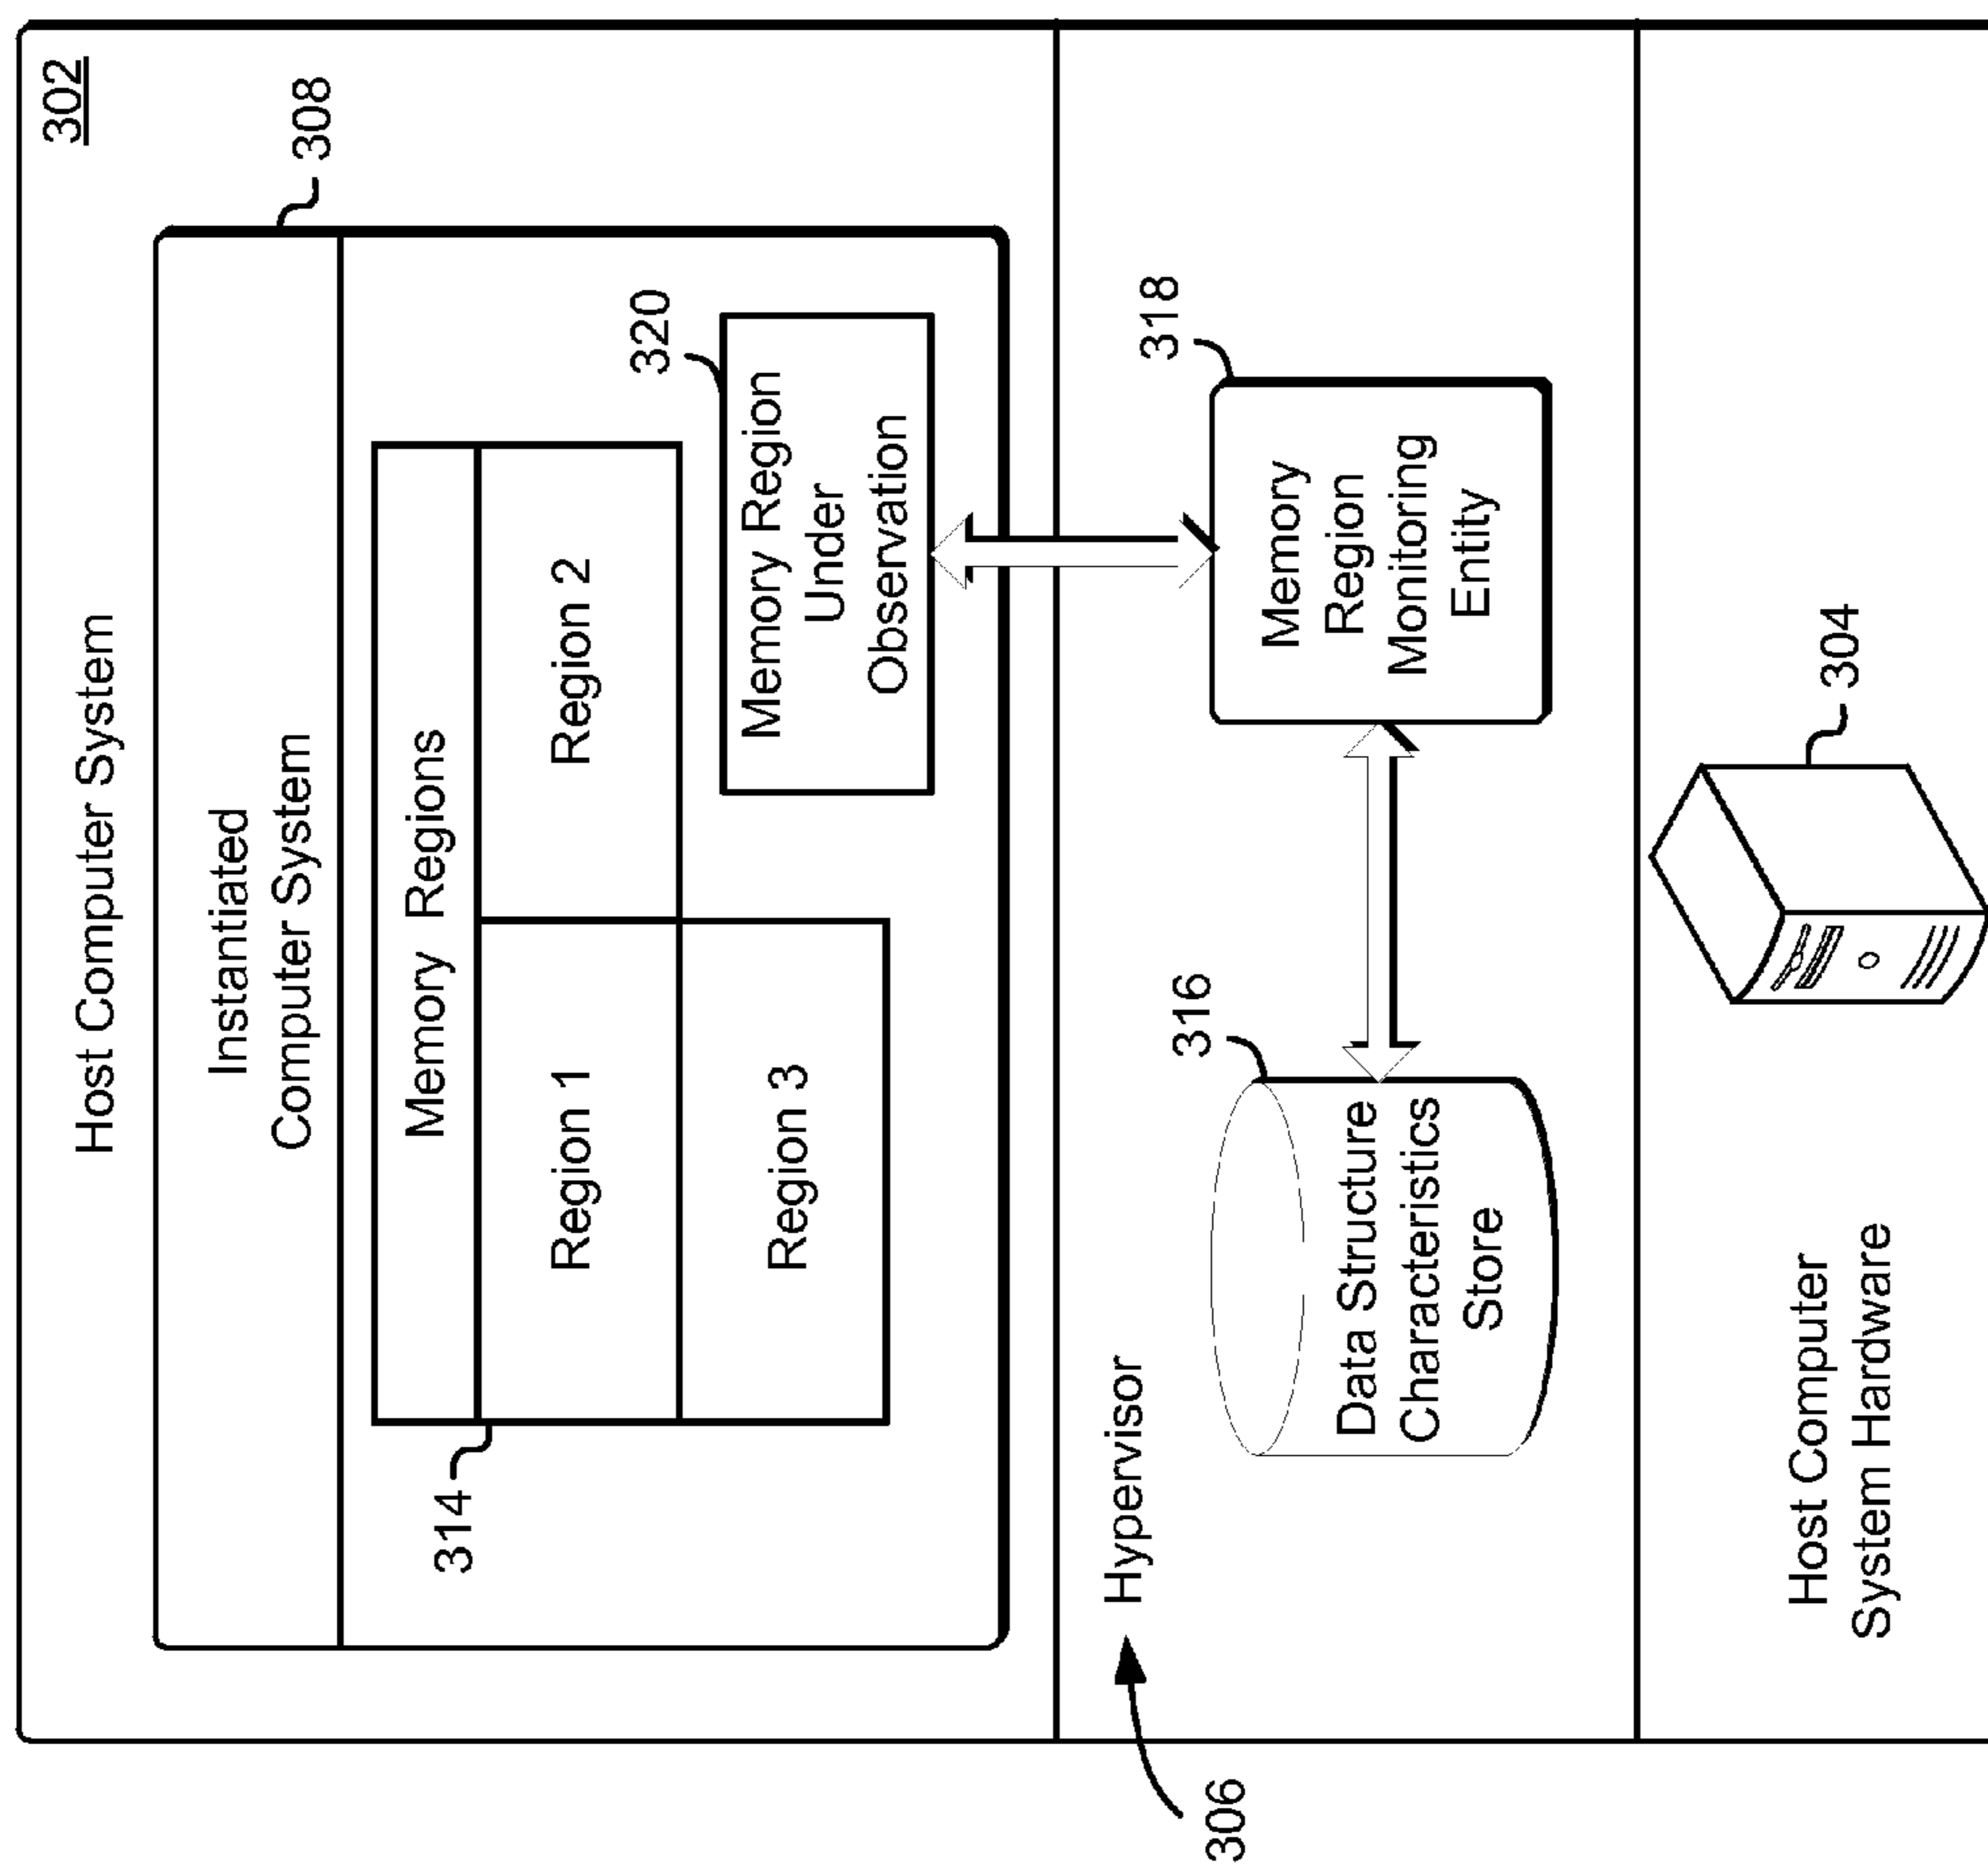 302
Host Computer System
308
Instantiated
Computer System
Memory Regions
314
Region 1
Region 2
Region 3
320
Memory Region
Under
Observation
306
Hypervisor
316
Data Structure
Characteristics
Store
318
Memory
Region
Monitoring
Entity
Host Computer
System Hardware
304